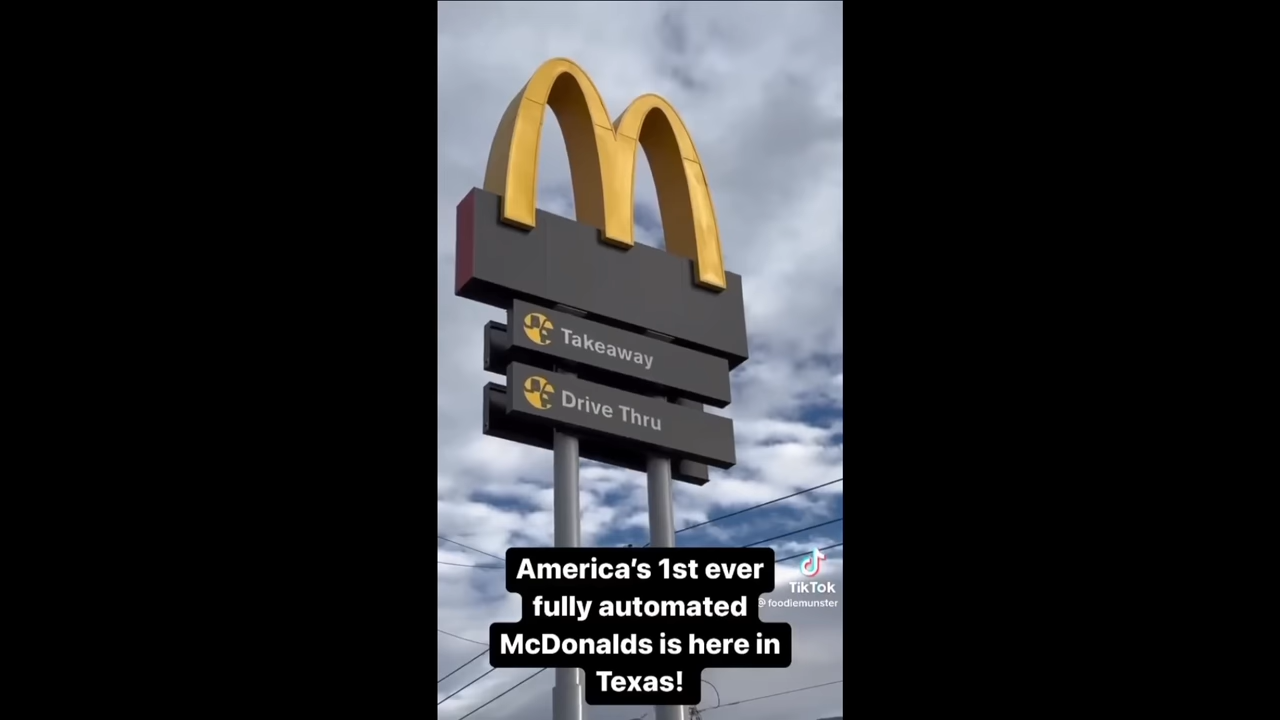 Takeaway
Drive Thru
America's 1st ever
fully automated
McDonalds is here in
Texas!
TikTok
@foodiemunster